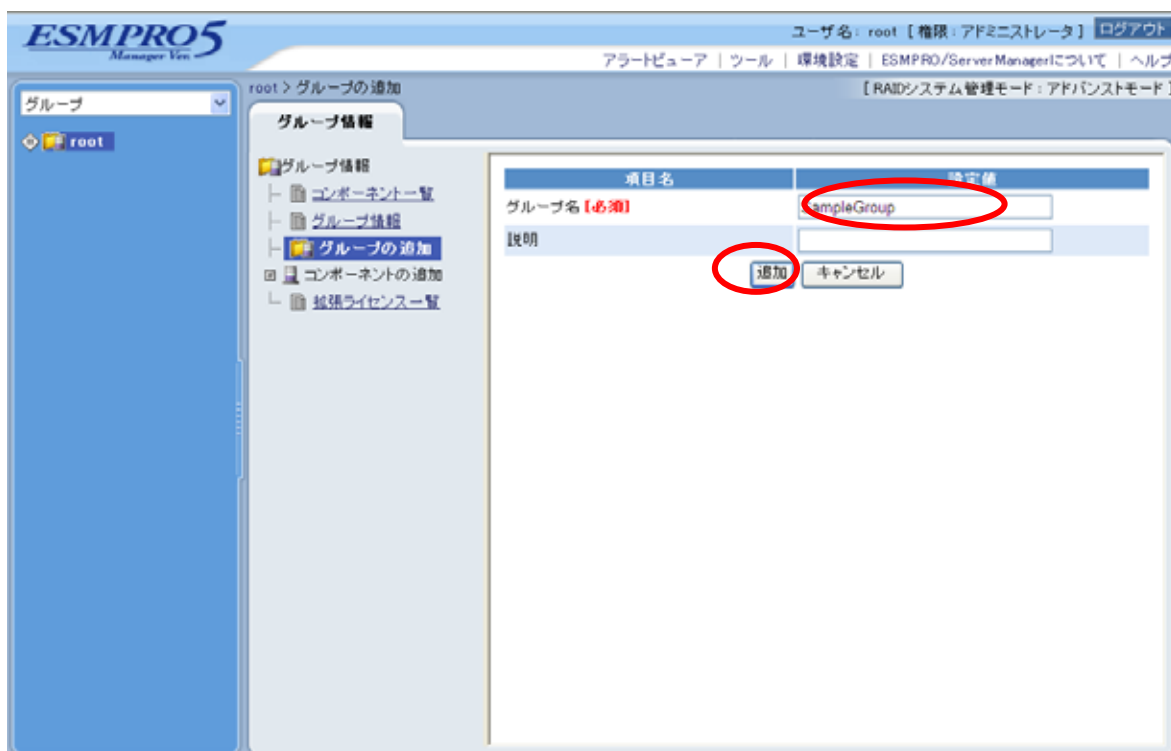 ESMPRO5
Manager Ver.
ユーザ名: root [ 権限:アドミニストレータ ] ログアウト
アラートビューア | ツール | 環境設定 | ESMPRO/ServerManagerについて | ヘルプ
グループ
root
root > グループの追加
[ RAIDシステム管理モード:アドバンストモード ]
グループ情報
グループ情報
コンポーネント一覧
グループ情報
グループの追加
コンポーネントの追加
拡張ライセンス一覧
項目名 設定値
グループ名 [必須] SampleGroup
説明
追加 キャンセル